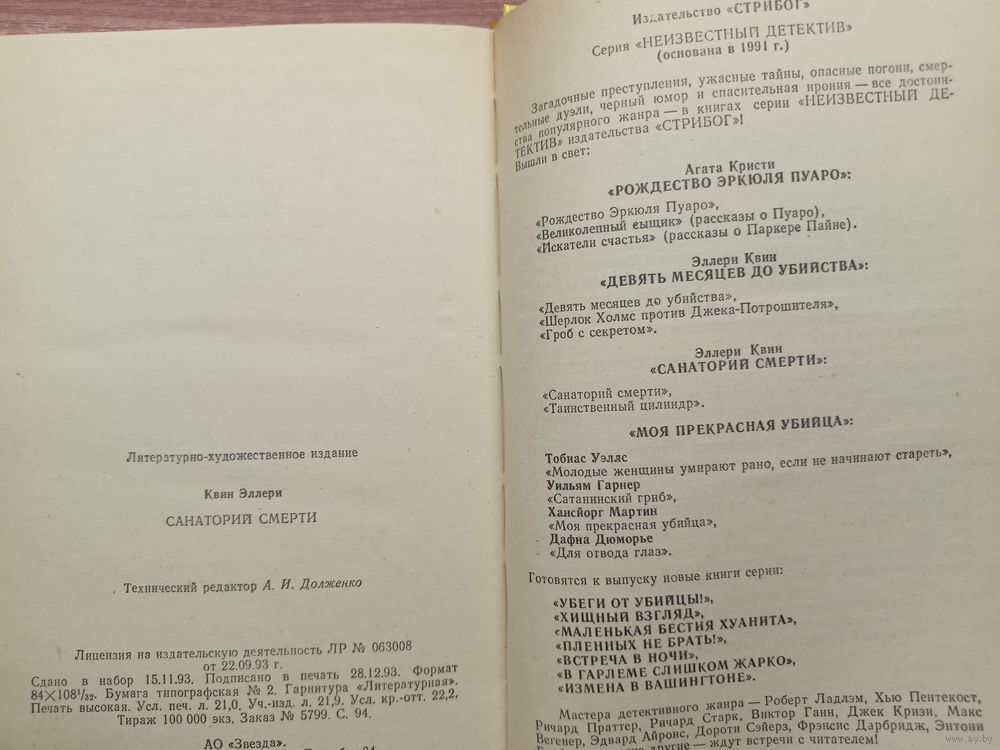 Литературно-художественное издание
Квин Эллери
САНАТОРИЙ СМЕРТИ
Технический редактор А. И. Долженко
Лицензия на издательскую деятельность ЛР № 063008
от 22.09.93 г.
Сдано в набор 15.11.93. Подписано в печать 28.12.93. Формат
84×108¹/₃₂. Бумага типографская № 2. Гарнитура «Литературная».
Печать высокая. Усл. печ. л. 21,0. Уч.-изд. л. 21,9. Усл. кр.-отт. 22,2.
Тираж 100 000 экз. Заказ № 5799. С. 94.
АО «Звезда».
Издательство «СТРИБОГ»
Серия «НЕИЗВЕСТНЫЙ ДЕТЕКТИВ»
(основана в 1991 г.)
Загадочные преступления, ужасные тайны, опасные погони, смер-
тельные дуэли, черный юмор и спасительная ирония — все достоин-
ства популярного жанра — в книгах серии «НЕИЗВЕСТНЫЙ ДЕ-
ТЕКТИВ» издательства «СТРИБОГ»!
Вышли в свет:
Агата Кристи
«РОЖДЕСТВО ЭРКЮЛЯ ПУАРО»:
«Рождество Эркюля Пуаро»,
«Великолепный сыщик» (рассказы о Пуаро),
«Искатели счастья» (рассказы о Паркере Пайне).
Эллери Квин
«ДЕВЯТЬ МЕСЯЦЕВ ДО УБИЙСТВА»:
«Девять месяцев до убийства»,
«Шерлок Холмс против Джека-Потрошителя»,
«Гроб с секретом».
Эллери Квин
«САНАТОРИЙ СМЕРТИ»:
«Санаторий смерти»,
«Таинственный цилиндр».
«МОЯ ПРЕКРАСНАЯ УБИЙЦА»:
Тобиас Уэллс
«Молодые женщины умирают рано, если не начинают стареть»,
Уильям Гарнер
«Сатанинский гриб»,
Хансйорг Мартин
«Моя прекрасная убийца»,
Дафна Дюморье
«Для отвода глаз».
Готовятся к выпуску новые книги серии:
«УБЕГИ ОТ УБИЙЦЫ!»,
«ХИЩНЫЙ ВЗГЛЯД»,
«МАЛЕНЬКАЯ БЕСТИЯ ХУАНИТА»,
«ПЛЕННЫХ НЕ БРАТЬ!»,
«ВСТРЕЧА В НОЧИ»,
«В ГАРЛЕМЕ СЛИШКОМ ЖАРКО»,
«ИЗМЕНА В ВАШИНГТОНЕ».
Мастера детективного жанра — Роберт Ладлэм, Хью Пентекост,
Ричард Праттер, Ричард Старк, Виктор Ганн, Джек Кризи, Макс
Вегенер, Эдвард Айронс, Дороти Сэйерз, Фрэнсис Дарбридж, Энтони
другие — ждут встречи с читателем!
www.ay.by